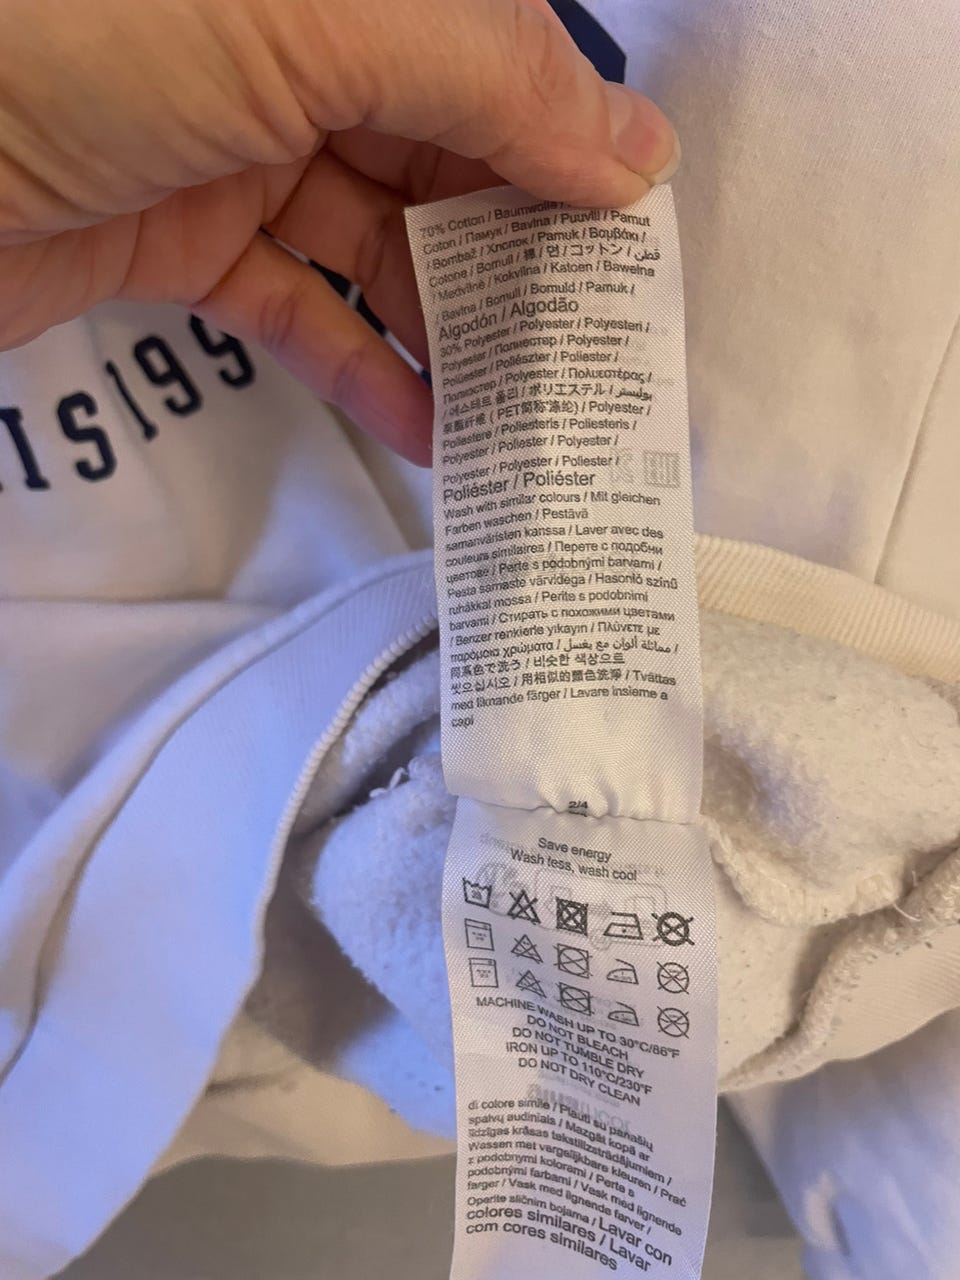 IS 199
70% Cotton / Baumwolle /
Coton / Памук / Bavlna / Puuvill / Pamut
/ Bombaž / Хлопок / Pamuk / Βαμβάκι /
Cotone / Bomull / 棉 / 면 / コットン / قطن
/ Medvilnė / Kokvilna / Katoen / Bawełna
/ Bavlna / Bomull / Bomuld / Pamuk /
Algodón / Algodão
30% Polyester / Polyester / Polyesteri /
Polyester / Полиестер / Polyester /
Polüester / Poliészter / Poliester /
Полиэстер / Polyester / Πολυεστέρας /
/ 에스테르 폴리 / ポリエステル / بوليستر
聚酯纤维 ( PET简称涤纶) / Polyester /
Poliestere / Poliesteris / Poliesteris /
Polyester / Poliester / Polyester /
Polyester / Polyester / Poliester /
Poliéster / Poliéster
Wash with similar colours / Mit gleichen
Farben waschen / Pestävä
samanväristen kanssa / Laver avec des
couleurs similaires / Перете с подобни
цветове / Perte s podobnými barvami /
Pesta samaste värvidega / Hasonló színű
ruhákkal mossa / Perite s podobnimi
barvami / Стирать с похожими цветами
/ Benzer renklerle yıkayın / Πλύνετε με
παρόμοια χρώματα / مماثلة ألوان مع يغسل /
同系色で洗う / 비슷한 색상으로
씻으십시오 / 用相似的顏色洗淨 / Tvättas
med liknande färger / Lavare insieme a
capi
2/4
Save energy
Wash less, wash cool
MACHINE WASH UP TO 30°C/86°F
DO NOT BLEACH
DO NOT TUMBLE DRY
IRON UP TO 110°C/230°F
DO NOT DRY CLEAN
di colore simile / Plauti su panašių
spalvų audiniais / Mazgāt kopā ar
līdzīgas krāsas tekstilizstrādājumiem /
Wassen met vergelijkbare kleuren / Prać
z podobnymi kolorami / Perte s
podobnými farbami / Vask med lignende
farger / Vask med lignende farver /
Operite sličnim bojama / Lavar con
colores similares / Lavar
com cores similares